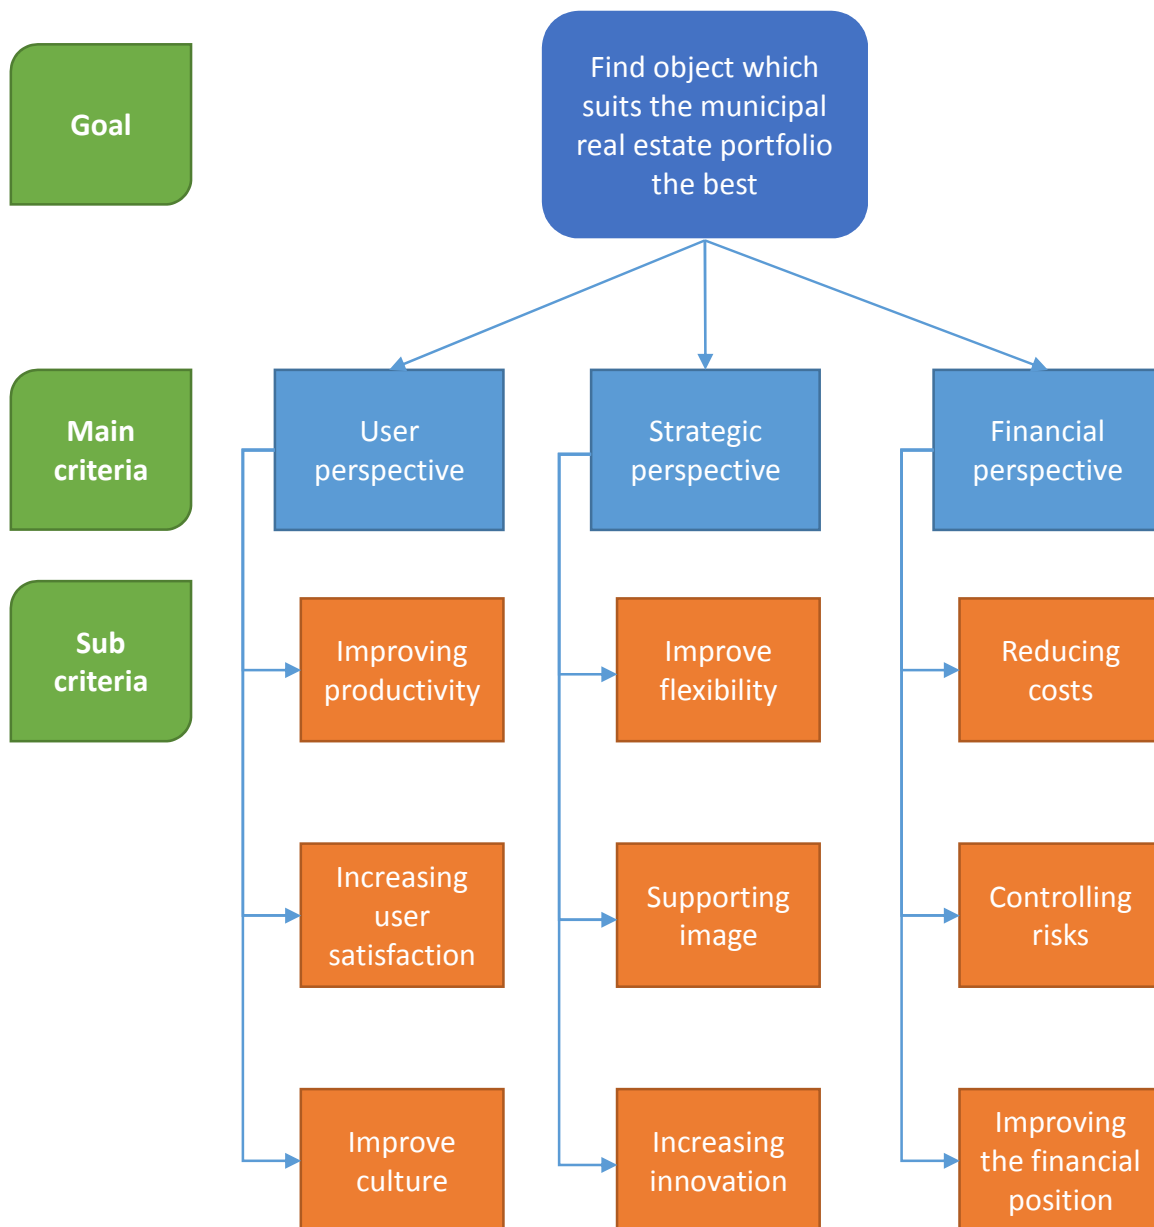 Goal
Find object which
suits the municipal
real estate portfolio
the best
Main
criteria
User
perspective
Strategic
perspective
Financial
perspective
Sub
criteria
Improving
productivity
Improve
flexibility
Reducing
costs
Increasing
user
satisfaction
Supporting
image
Controlling
risks
Improve
culture
Increasing
innovation
Improving
the financial
position